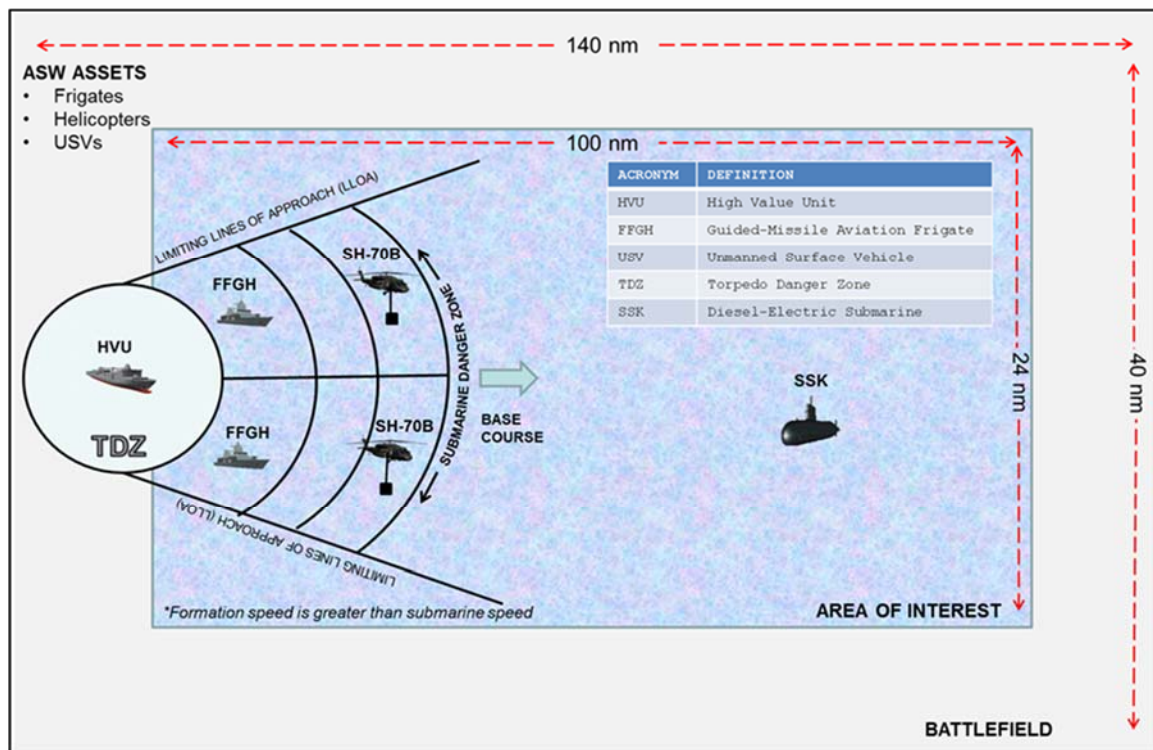 140 nm
ASW ASSETS
• Frigates
• Helicopters
• USVs
100 nm
ACRONYM DEFINITION
HVU High Value Unit
FFGH Guided-Missile Aviation Frigate
USV Unmanned Surface Vehicle
TDZ Torpedo Danger Zone
SSK Diesel-Electric Submarine
LIMITING LINES OF APPROACH (LLOA)
SH-70B
FFGH
SUBMARINE DANGER ZONE
HVU
TDZ
SSK
24 nm
40 nm
BASE
COURSE
FFGH
SH-70B
LIMITING LINES OF APPROACH (LLOA)
*Formation speed is greater than submarine speed
AREA OF INTEREST
BATTLEFIELD